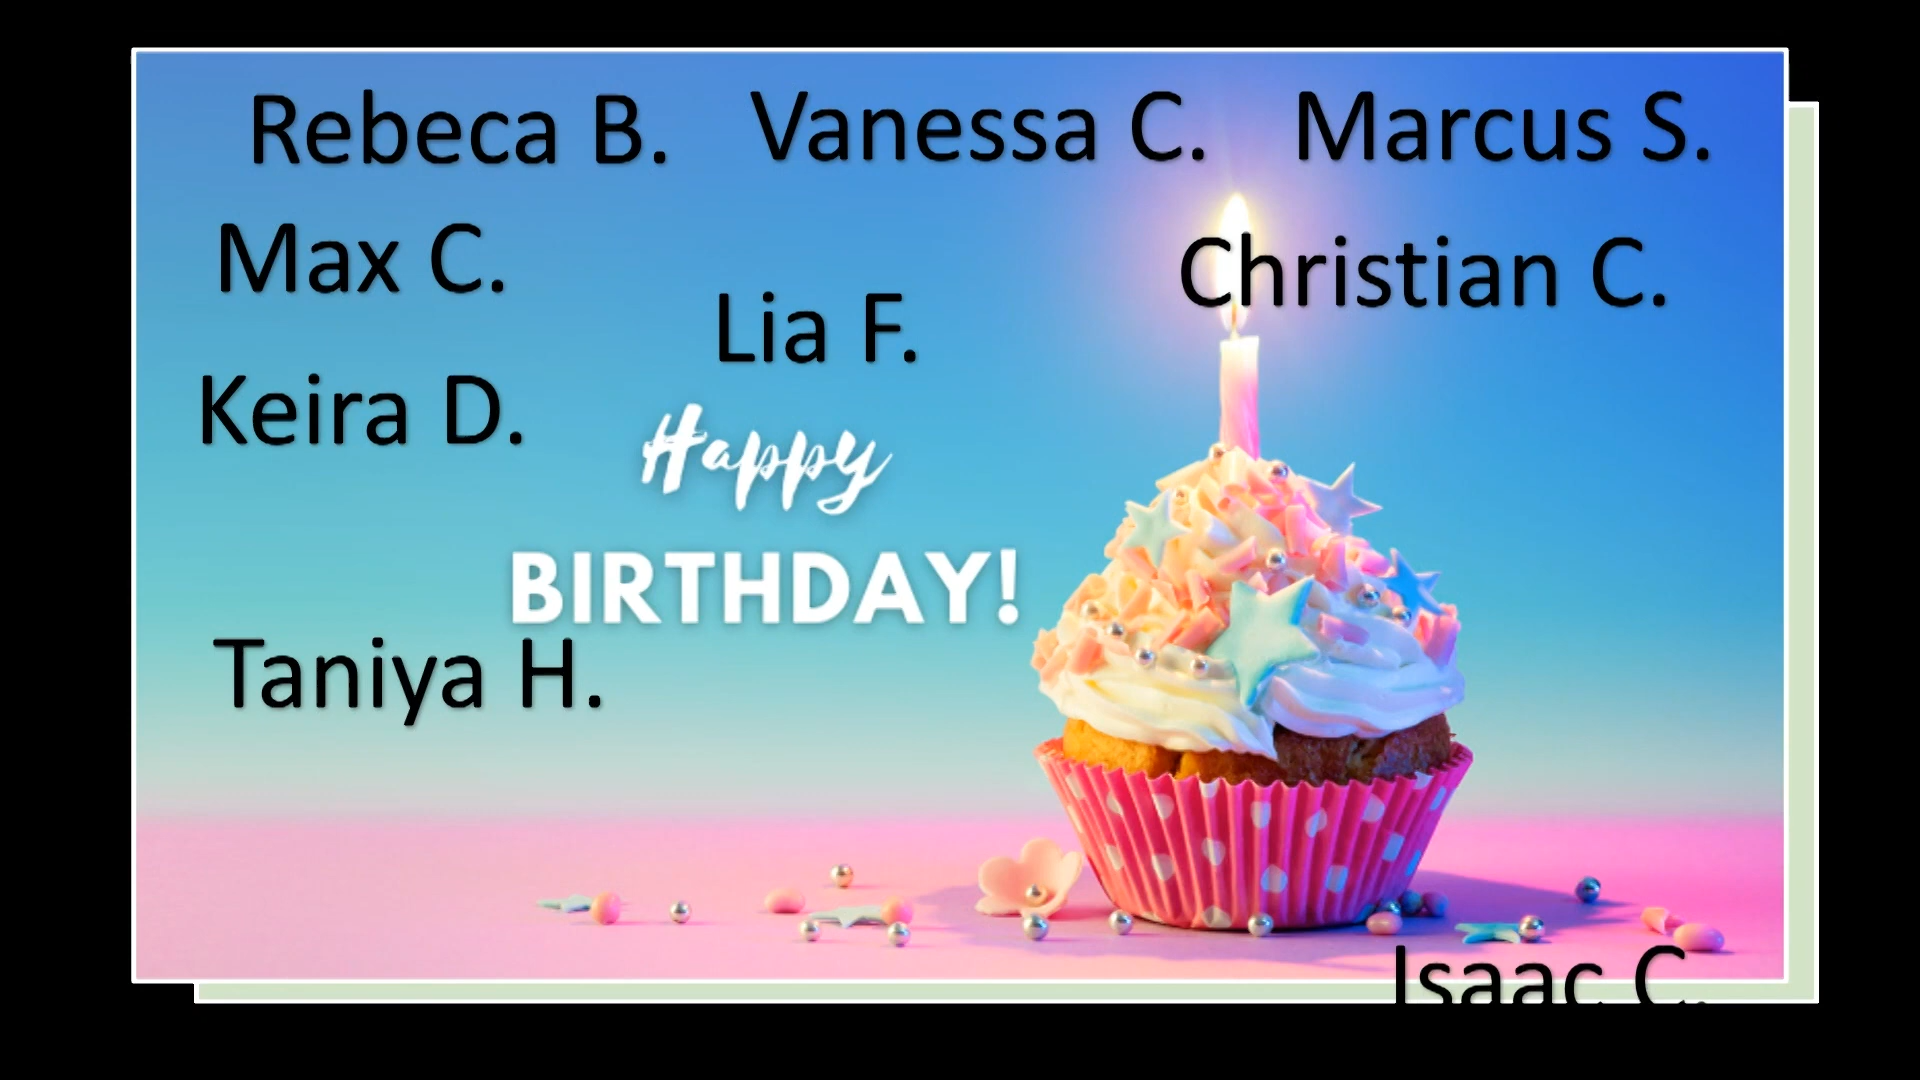 Rebeca B. Vanessa C. Marcus S.
Max C.
Christian C.
Lia F.
Keira D.
Happy
BIRTHDAY!
Taniya H.
Isaac C.